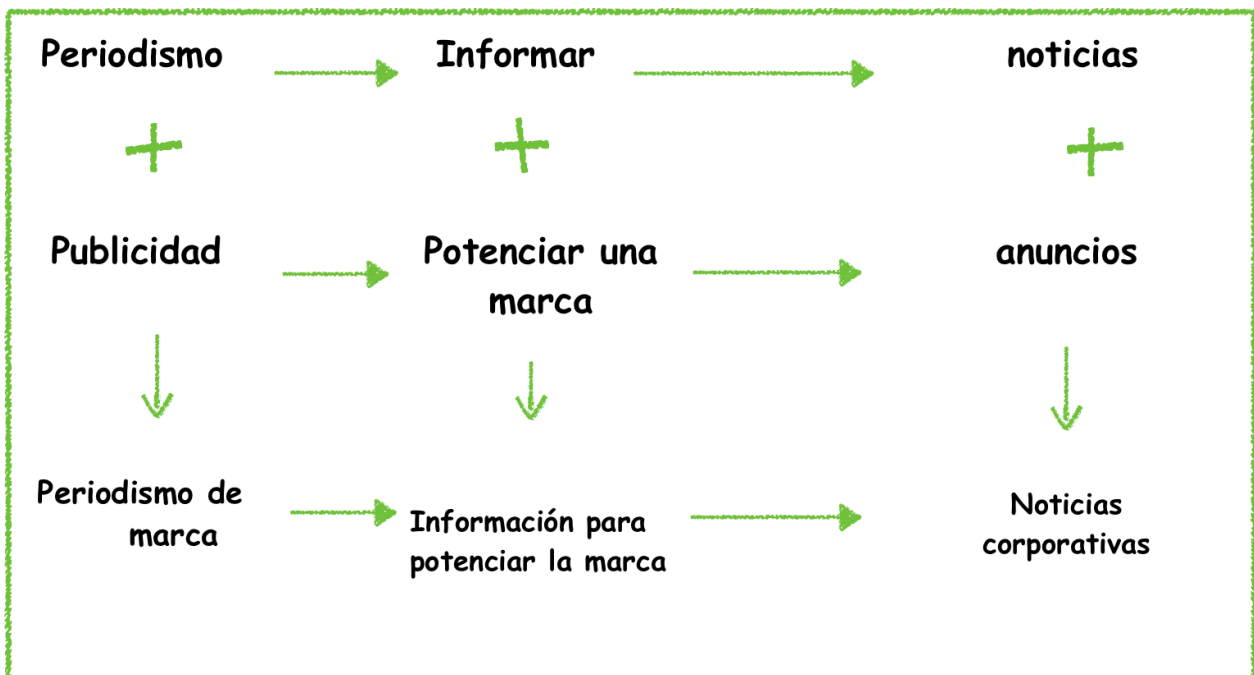 Periodismo
Informar
noticias
Publicidad
Potenciar una
marca
anuncios
Periodismo de
marca
Información para
potenciar la marca
Noticias
corporativas